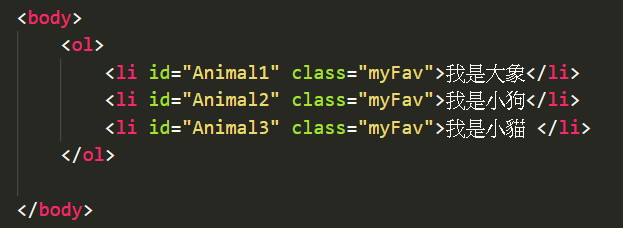 <body>
<ol>
<li id="Animal1" class="myFav">我是大象</li>
<li id="Animal2" class="myFav">我是小狗</li>
<li id="Animal3" class="myFav">我是小貓 </li>
</ol>
</body>